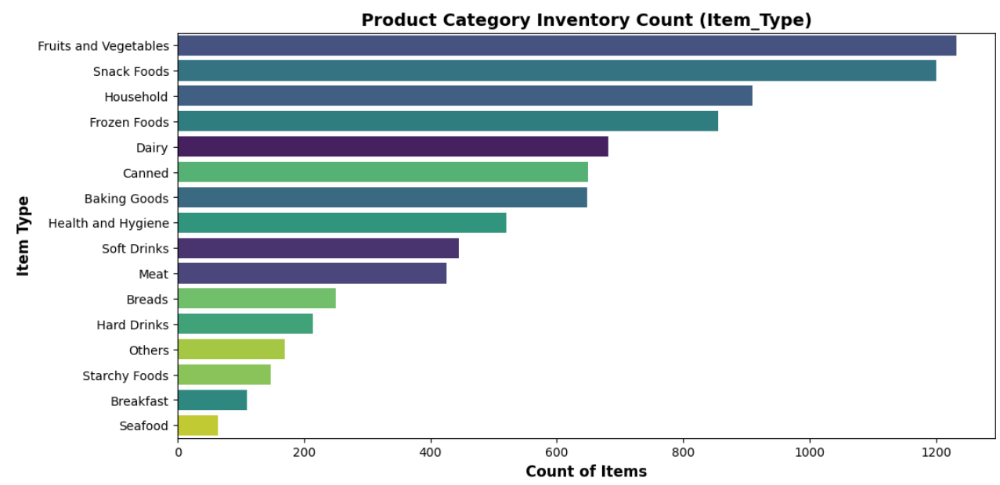 Product Category Inventory Count (Item_Type)
Fruits and Vegetables
Snack Foods
Household
Frozen Foods
Dairy
Canned
Baking Goods
Health and Hygiene
Soft Drinks
Meat
Breads
Hard Drinks
Others
Starchy Foods
Breakfast
Seafood
Item Type
0 200 400 600 800 1000 1200
Count of Items